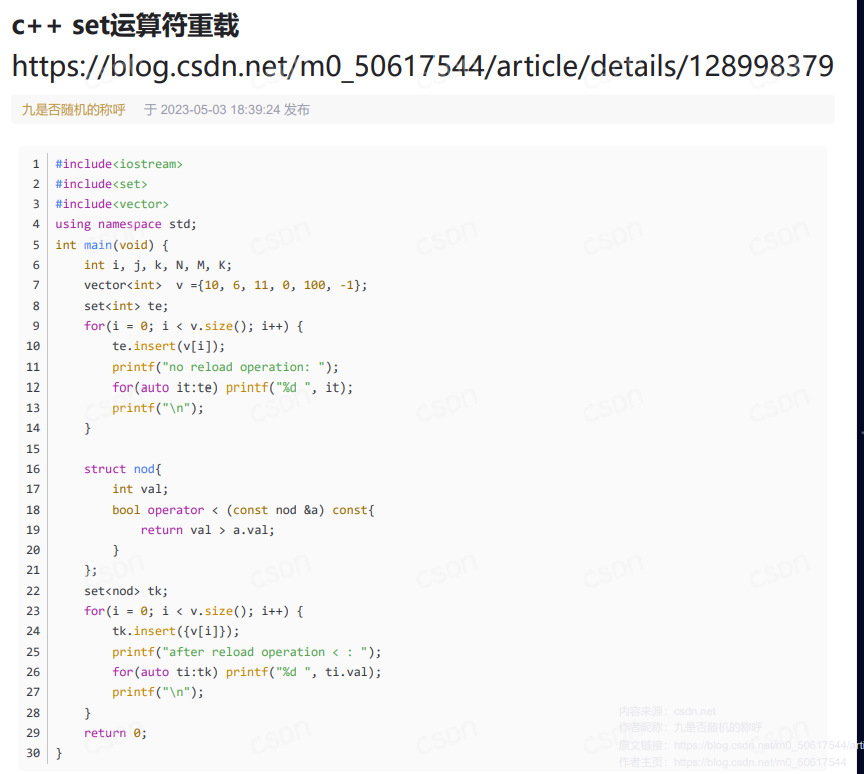 c++ set运算符重载
https://blog.csdn.net/m0_50617544/article/details/128998379
九是否随机的称呼 于 2023-05-03 18:39:24 发布
1 #include<iostream>
2 #include<set>
3 #include<vector>
4 using namespace std;
5 int main(void) {
6     int i, j, k, N, M, K;
7     vector<int>  v ={10, 6, 11, 0, 100, -1};
8     set<int> te;
9     for(i = 0; i < v.size(); i++) {
10         te.insert(v[i]);
11         printf("no reload operation: ");
12         for(auto it:te) printf("%d ", it);
13         printf("\n");
14     }
15
16     struct nod{
17         int val;
18         bool operator < (const nod &a) const{
19             return val > a.val;
20         }
21     };
22     set<nod> tk;
23     for(i = 0; i < v.size(); i++) {
24         tk.insert({v[i]});
25         printf("after reload operation < : ");
26         for(auto ti:tk) printf("%d ", ti.val);
27         printf("\n");
28     }
29     return 0;
30 }
内容来源：csdn.net
作者昵称：九是否随机的称呼
原文链接：https://blog.csdn.net/m0_50617544/arti
作者主页：https://blog.csdn.net/m0_50617544
CSDN